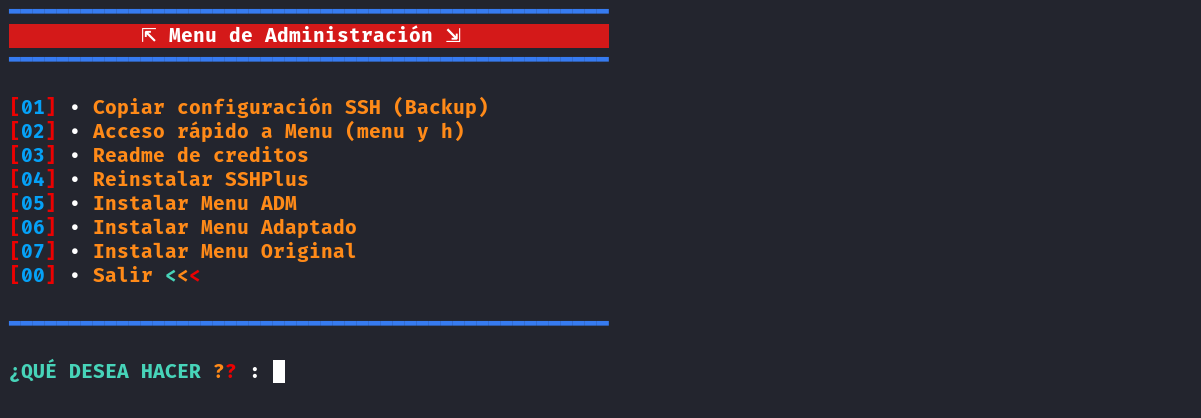 ⇱ Menu de Administración ⇲
[01] • Copiar configuración SSH (Backup)
[02] • Acceso rápido a Menu (menu y h)
[03] • Readme de creditos
[04] • Reinstalar SSHPlus
[05] • Instalar Menu ADM
[06] • Instalar Menu Adaptado
[07] • Instalar Menu Original
[00] • Salir <<<
¿QUÉ DESEA HACER ?? :